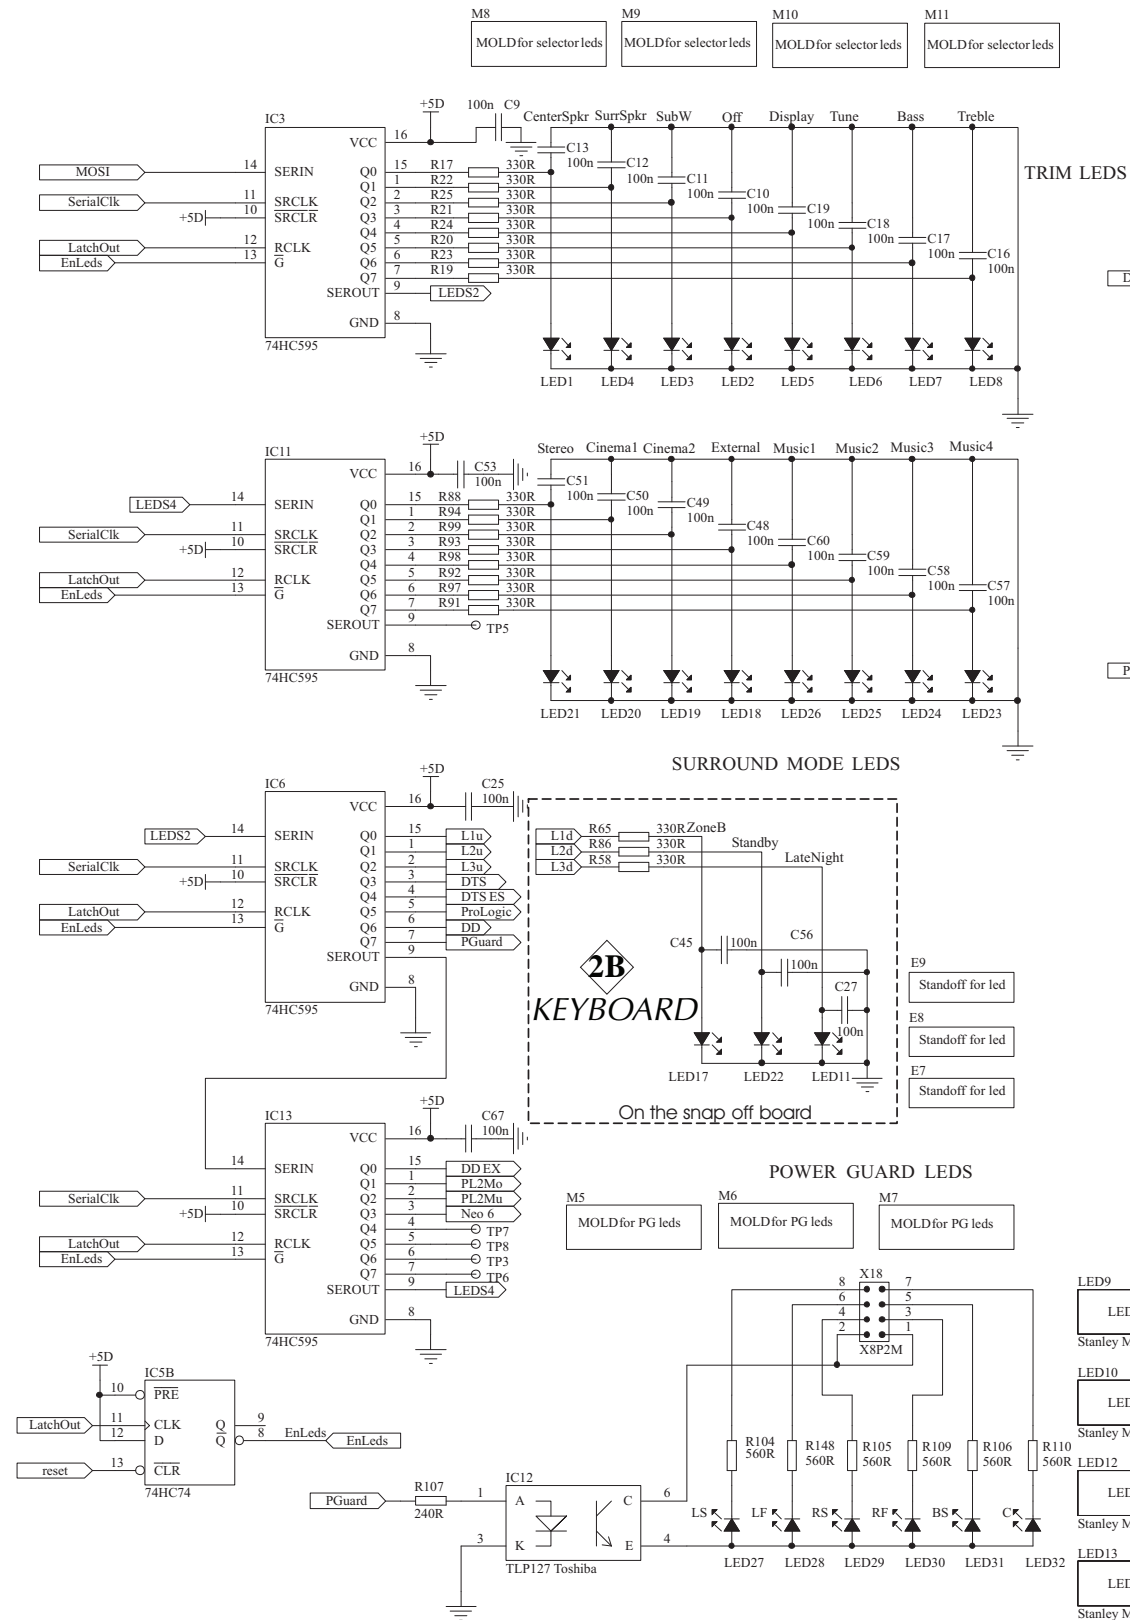 M8 M9 M10 M11
MOLD for selector leds MOLD for selector leds MOLD for selector leds MOLD for selector leds
+5D 100n C9
IC3 CenterSpkr SurrSpkr SubW Off Display Tune Bass Treble
VCC 16
TRIM LEDS
MOSI 14 SERIN Q0 15 R17 330R C13 100n
Q1 1 R22 330R C12 100n
SerialClk 11 SRCLK Q2 2 R25 330R C11 100n
+5D 10 SRCLR Q3 3 R21 330R C10 100n
Q4 4 R24 330R C19 100n
LatchOut 12 RCLK Q5 5 R20 330R C18 100n
EnLeds 13 G Q6 6 R23 330R C17 100n
Q7 7 R19 330R C16 100n
SEROUT 9 LEDS2
D
GND 8
74HC595
LED1 LED4 LED3 LED2 LED5 LED6 LED7 LED8
+5D
IC11 Stereo Cinema1 Cinema2 External Music1 Music2 Music3 Music4
VCC 16 C53 100n
LEDS4 14 SERIN Q0 15 R88 330R C51 100n
Q1 1 R94 330R C50 100n
SerialClk 11 SRCLK Q2 2 R99 330R C49 100n
+5D 10 SRCLR Q3 3 R93 330R C48 100n
Q4 4 R98 330R C60 100n
LatchOut 12 RCLK Q5 5 R92 330R C59 100n
EnLeds 13 G Q6 6 R97 330R C58 100n
Q7 7 R91 330R C57 100n
SEROUT 9 TP5
GND 8
P
74HC595
LED21 LED20 LED19 LED18 LED26 LED25 LED24 LED23
SURROUND MODE LEDS
+5D
IC6 C25
VCC 16 100n
LEDS2 14 SERIN Q0 15 L1u L1d R65 330R ZoneB
Q1 1 L2u L2d R86 330R Standby
SerialClk 11 SRCLK Q2 2 L3u L3d R58 330R LateNight
+5D 10 SRCLR Q3 3 DTS
Q4 4 DTS ES
LatchOut 12 RCLK Q5 5 ProLogic
EnLeds 13 G Q6 6 DD
Q7 7 PGuard
SEROUT 9
C45 100n C56
100n
2B
KEYBOARD
C27
100n
GND 8
74HC595
E9
Standoff for led
E8
Standoff for led
E7
Standoff for led
LED17 LED22 LED11
On the snap off board
+5D
IC13 C67
VCC 16 100n
14 SERIN Q0 15 DD EX
Q1 1 PL2Mo
SerialClk 11 SRCLK Q2 2 PL2Mu
+5D 10 SRCLR Q3 3 Neo 6
Q4 4 TP7
LatchOut 12 RCLK Q5 5 TP8
EnLeds 13 G Q6 6 TP3
Q7 7 TP6
SEROUT 9 LEDS4
GND 8
74HC595
POWER GUARD LEDS
M5 M6 M7
MOLD for PG leds MOLD for PG leds MOLD for PG leds
X18
8 7
6 5
4 3
2 1
X8P2M
LED9
LED
Stanley M
LED10
LED
Stanley M
LED12
LED
Stanley M
LED13
LED
Stanley M
+5D
IC5B
10 PRE
LatchOut 11 CLK Q 9
12 D Q 8 EnLeds EnLeds
reset 13 CLR
74HC74
R104 R148 R105 R109 R106 R110
560R 560R 560R 560R 560R 560R
IC12
PGuard R107 1 A C 6
240R
LS LF RS RF BS C
3 K E 4
TLP127 Toshiba
LED27 LED28 LED29 LED30 LED31 LED32